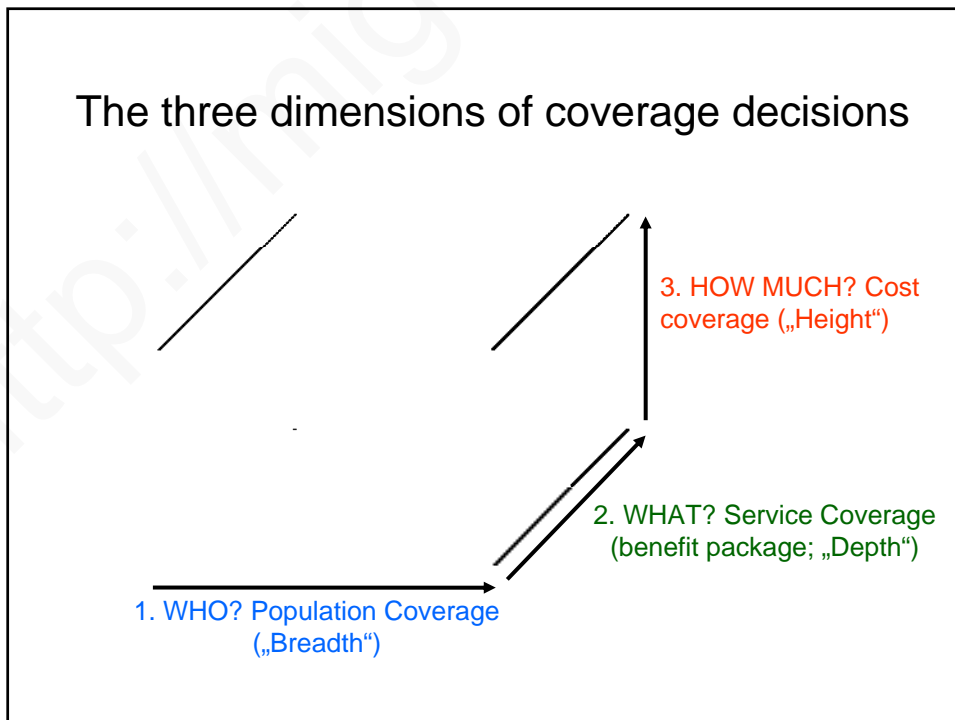 The three dimensions of coverage decisions
3. HOW MUCH? Cost
coverage („Height“)
2. WHAT? Service Coverage
(benefit package; „Depth“)
1. WHO? Population Coverage
(„Breadth“)